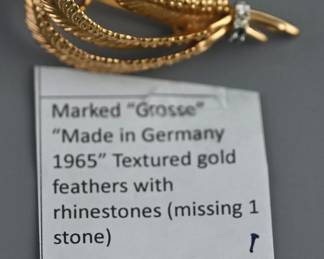 Marked "Grosse"
"Made in Germany
1965" Textured gold
feathers with
rhinestones (missing 1
stone)